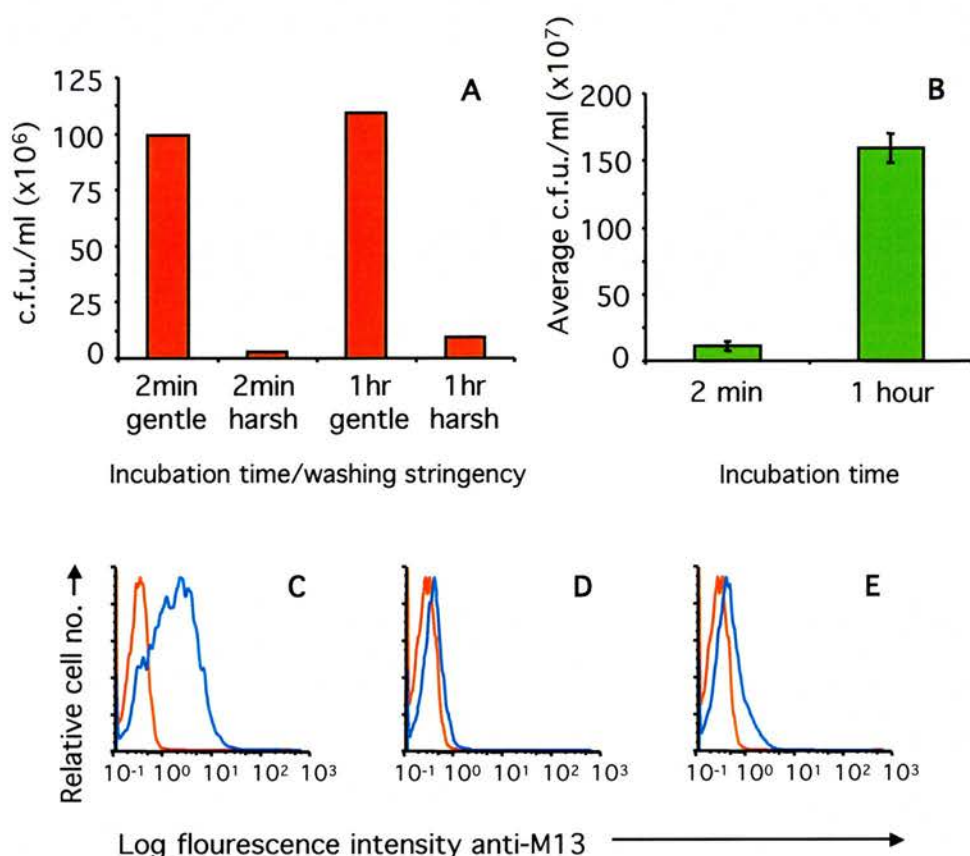 A
c.f.u./ml (x10⁶)
125
100
75
50
25
0
2min gentle
2min harsh
1hr gentle
1hr harsh
Incubation time/washing stringency
B
Average c.f.u./ml (x10⁷)
200
150
100
50
0
2 min
1 hour
Incubation time
Relative cell no.
C
10⁻¹ 10⁰ 10¹ 10² 10³
D
10⁻¹ 10⁰ 10¹ 10² 10³
E
10⁻¹ 10⁰ 10¹ 10² 10³
Log flourescence intensity anti-M13